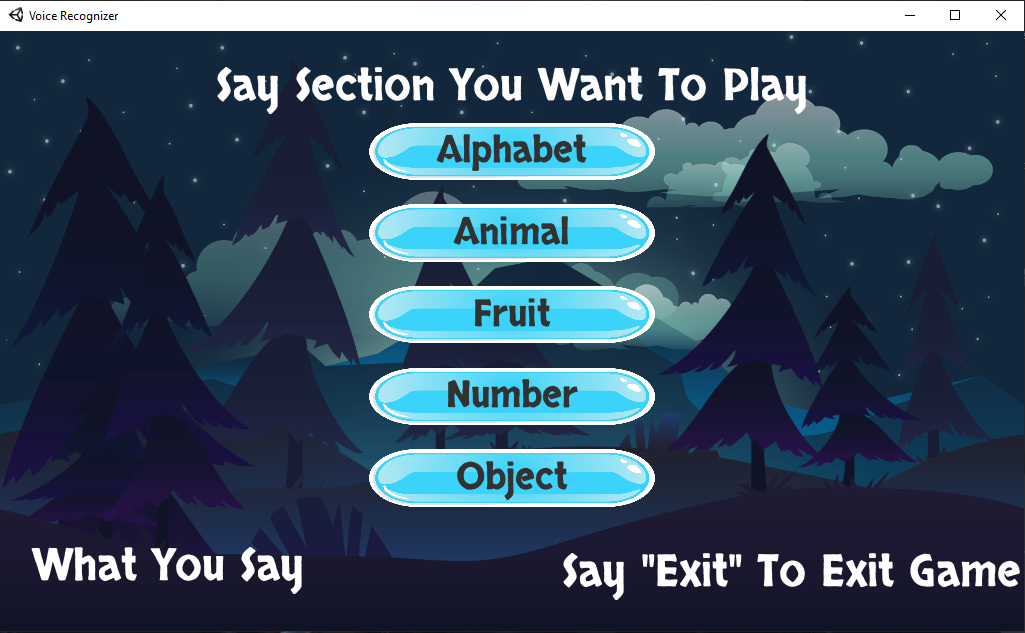 Voice Recognizer
Say Section You Want To Play
Alphabet
Animal
Fruit
Number
Object
What You Say
Say "Exit" To Exit Game